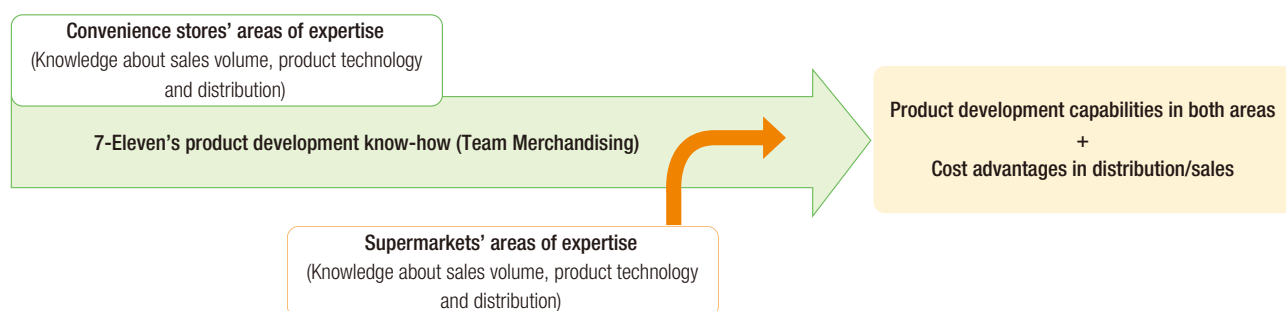 Convenience stores’ areas of expertise
(Knowledge about sales volume, product technology
and distribution)
7-Eleven’s product development know-how (Team Merchandising)
Supermarkets’ areas of expertise
(Knowledge about sales volume, product technology
and distribution)
Product development capabilities in both areas
+
Cost advantages in distribution/sales